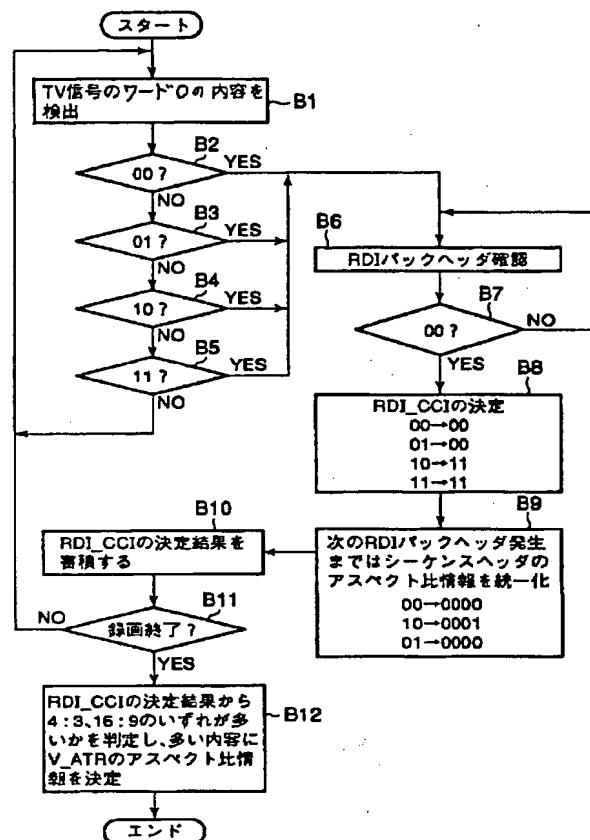 スタート
TV信号のワード0の内容を
検出
B1
B2
00?
YES
NO
B3
01?
YES
NO
B4
10?
YES
NO
B5
11?
YES
NO
B6
RDIパックヘッダ確認
B7
00?
NO
YES
B8
RDI_CCIの決定
00→00
01→00
10→11
11→11
B9
次のRDIパックヘッダ発生
まではシーケンスヘッダの
アスペクト比情報を統一化
00→0000
10→0001
01→0000
B10
RDI_CCIの決定結果を
蓄積する
B11
録画終了?
NO
YES
RDI_CCIの決定結果から
4:3、16:9のいずれが多
いかを判定し、多い内容に
V_ATRのアスペクト比情
報を決定
B12
エンド